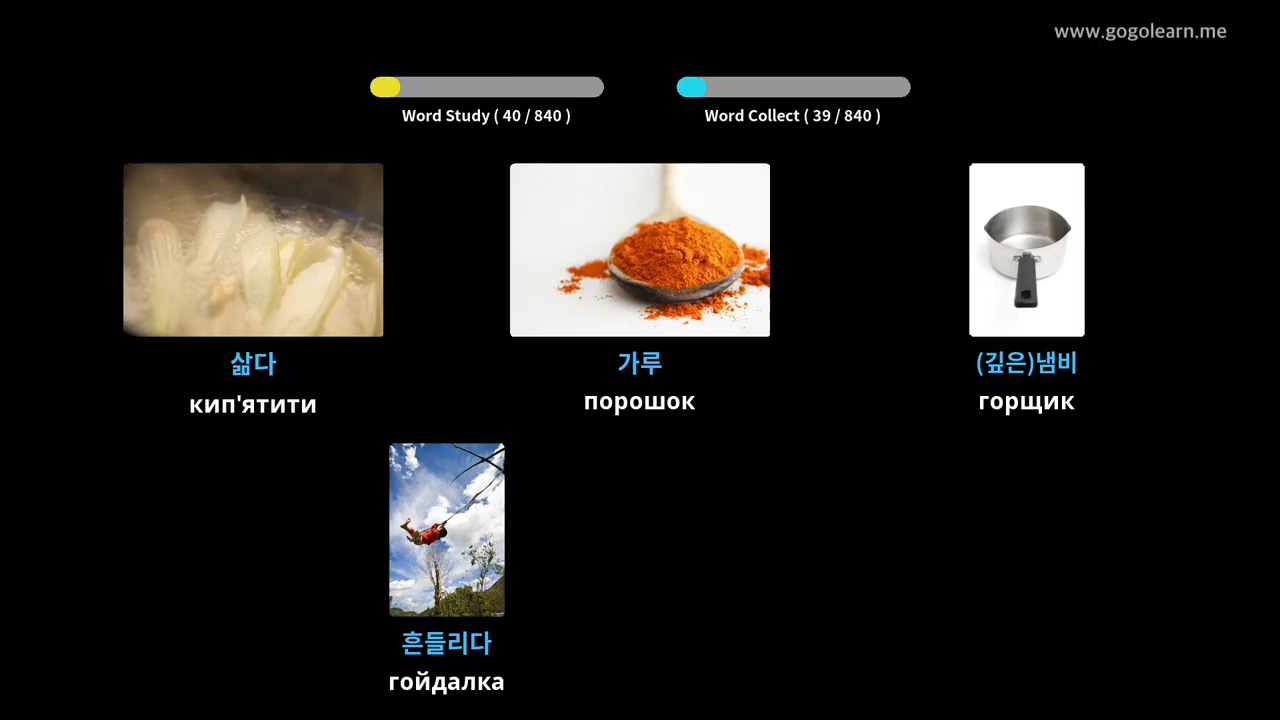 www.gogolearn.me
Word Study ( 40 / 840 )
Word Collect ( 39 / 840 )
삶다
кип'ятити
가루
порошок
(깊은)냄비
горщик
흔들리다
гойдалка